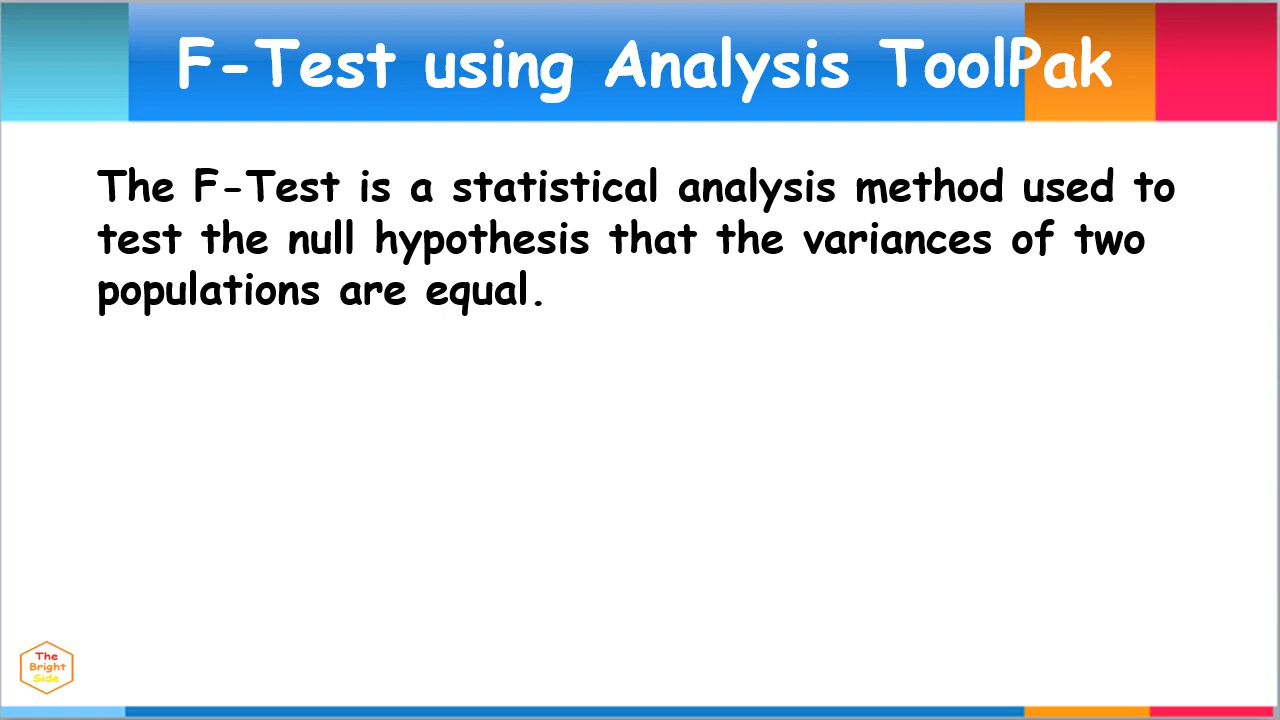 F-Test using Analysis ToolPak
The F-Test is a statistical analysis method used to
test the null hypothesis that the variances of two
populations are equal.
The
Bright
Side